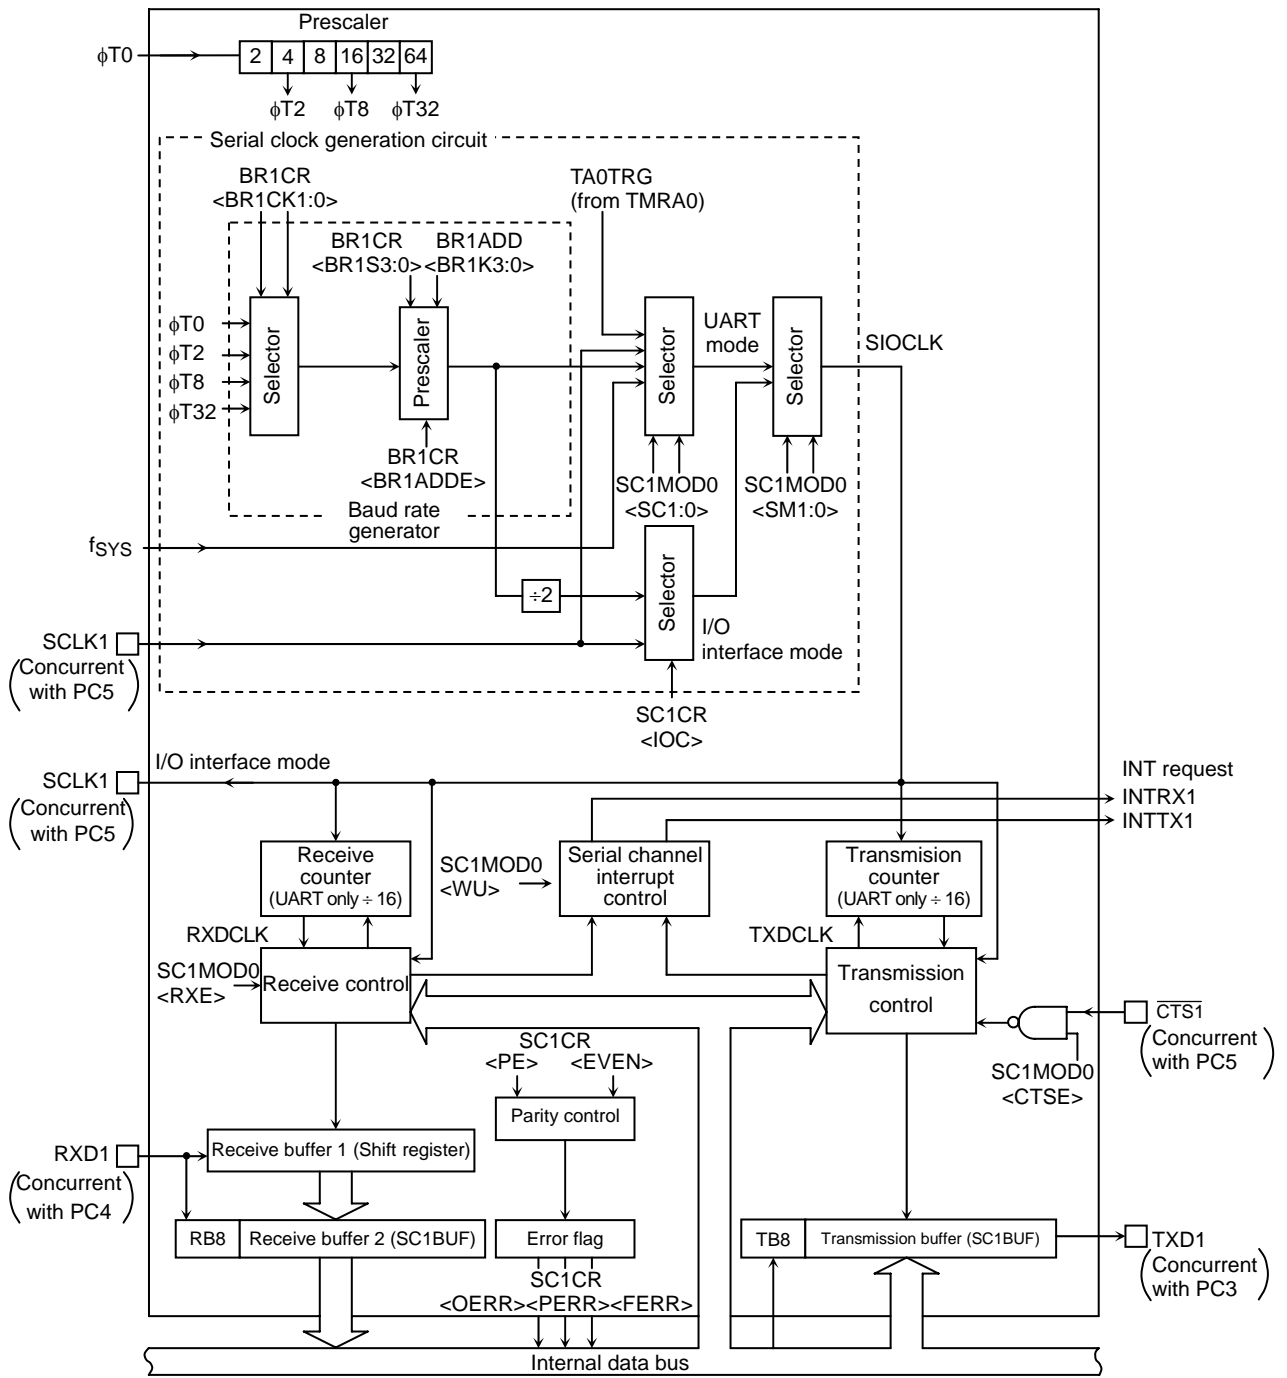 Prescaler
ϕT0
2 4 8 16 32 64
ϕT2 ϕT8 ϕT32
Serial clock generation circuit
BR1CR
<BR1CK1:0>
TA0TRG
(from TMRA0)
BR1CR
<BR1S3:0>
BR1ADD
<BR1K3:0>
ϕT0
ϕT2
ϕT8
ϕT32
Selector
Prescaler
Selector
UART
mode
Selector
SIOCLK
BR1CR
<BR1ADDE>
SC1MOD0
<SC1:0>
SC1MOD0
<SM1:0>
Baud rate
generator
fSYS
÷2
Selector
I/O
interface mode
SCLK1
(Concurrent
with PC5)
SC1CR
<IOC>
I/O interface mode
SCLK1
(Concurrent
with PC5)
INT request
INTRX1
INTTX1
Receive
counter
(UART only ÷ 16)
SC1MOD0
<WU>
Serial channel
interrupt
control
Transmision
counter
(UART only ÷ 16)
RXDCLK
TXDCLK
SC1MOD0
<RXE>
Receive control
Transmission
control
CTS1
(Concurrent
with PC5)
SC1MOD0
<CTSE>
SC1CR
<PE> <EVEN>
Parity control
RXD1
(Concurrent
with PC4)
Receive buffer 1 (Shift register)
RB8 Receive buffer 2 (SC1BUF)
Error flag
TB8 Transmission buffer (SC1BUF)
TXD1
(Concurrent
with PC3)
SC1CR
<OERR><PERR><FERR>
Internal data bus